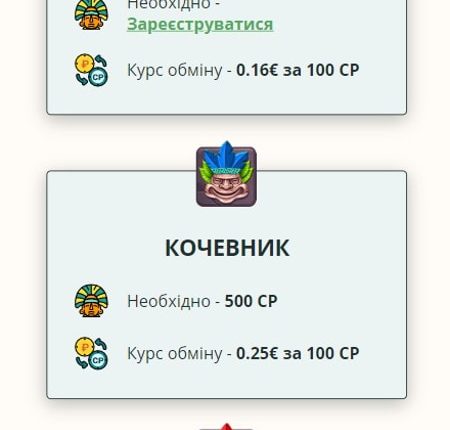 Необхідно -
Зареєструватися
Курс обміну - 0.16€ за 100 CP
КОЧЕВНИК
Необхідно - 500 CP
CP
Курс обміну - 0.25€ за 100 CP